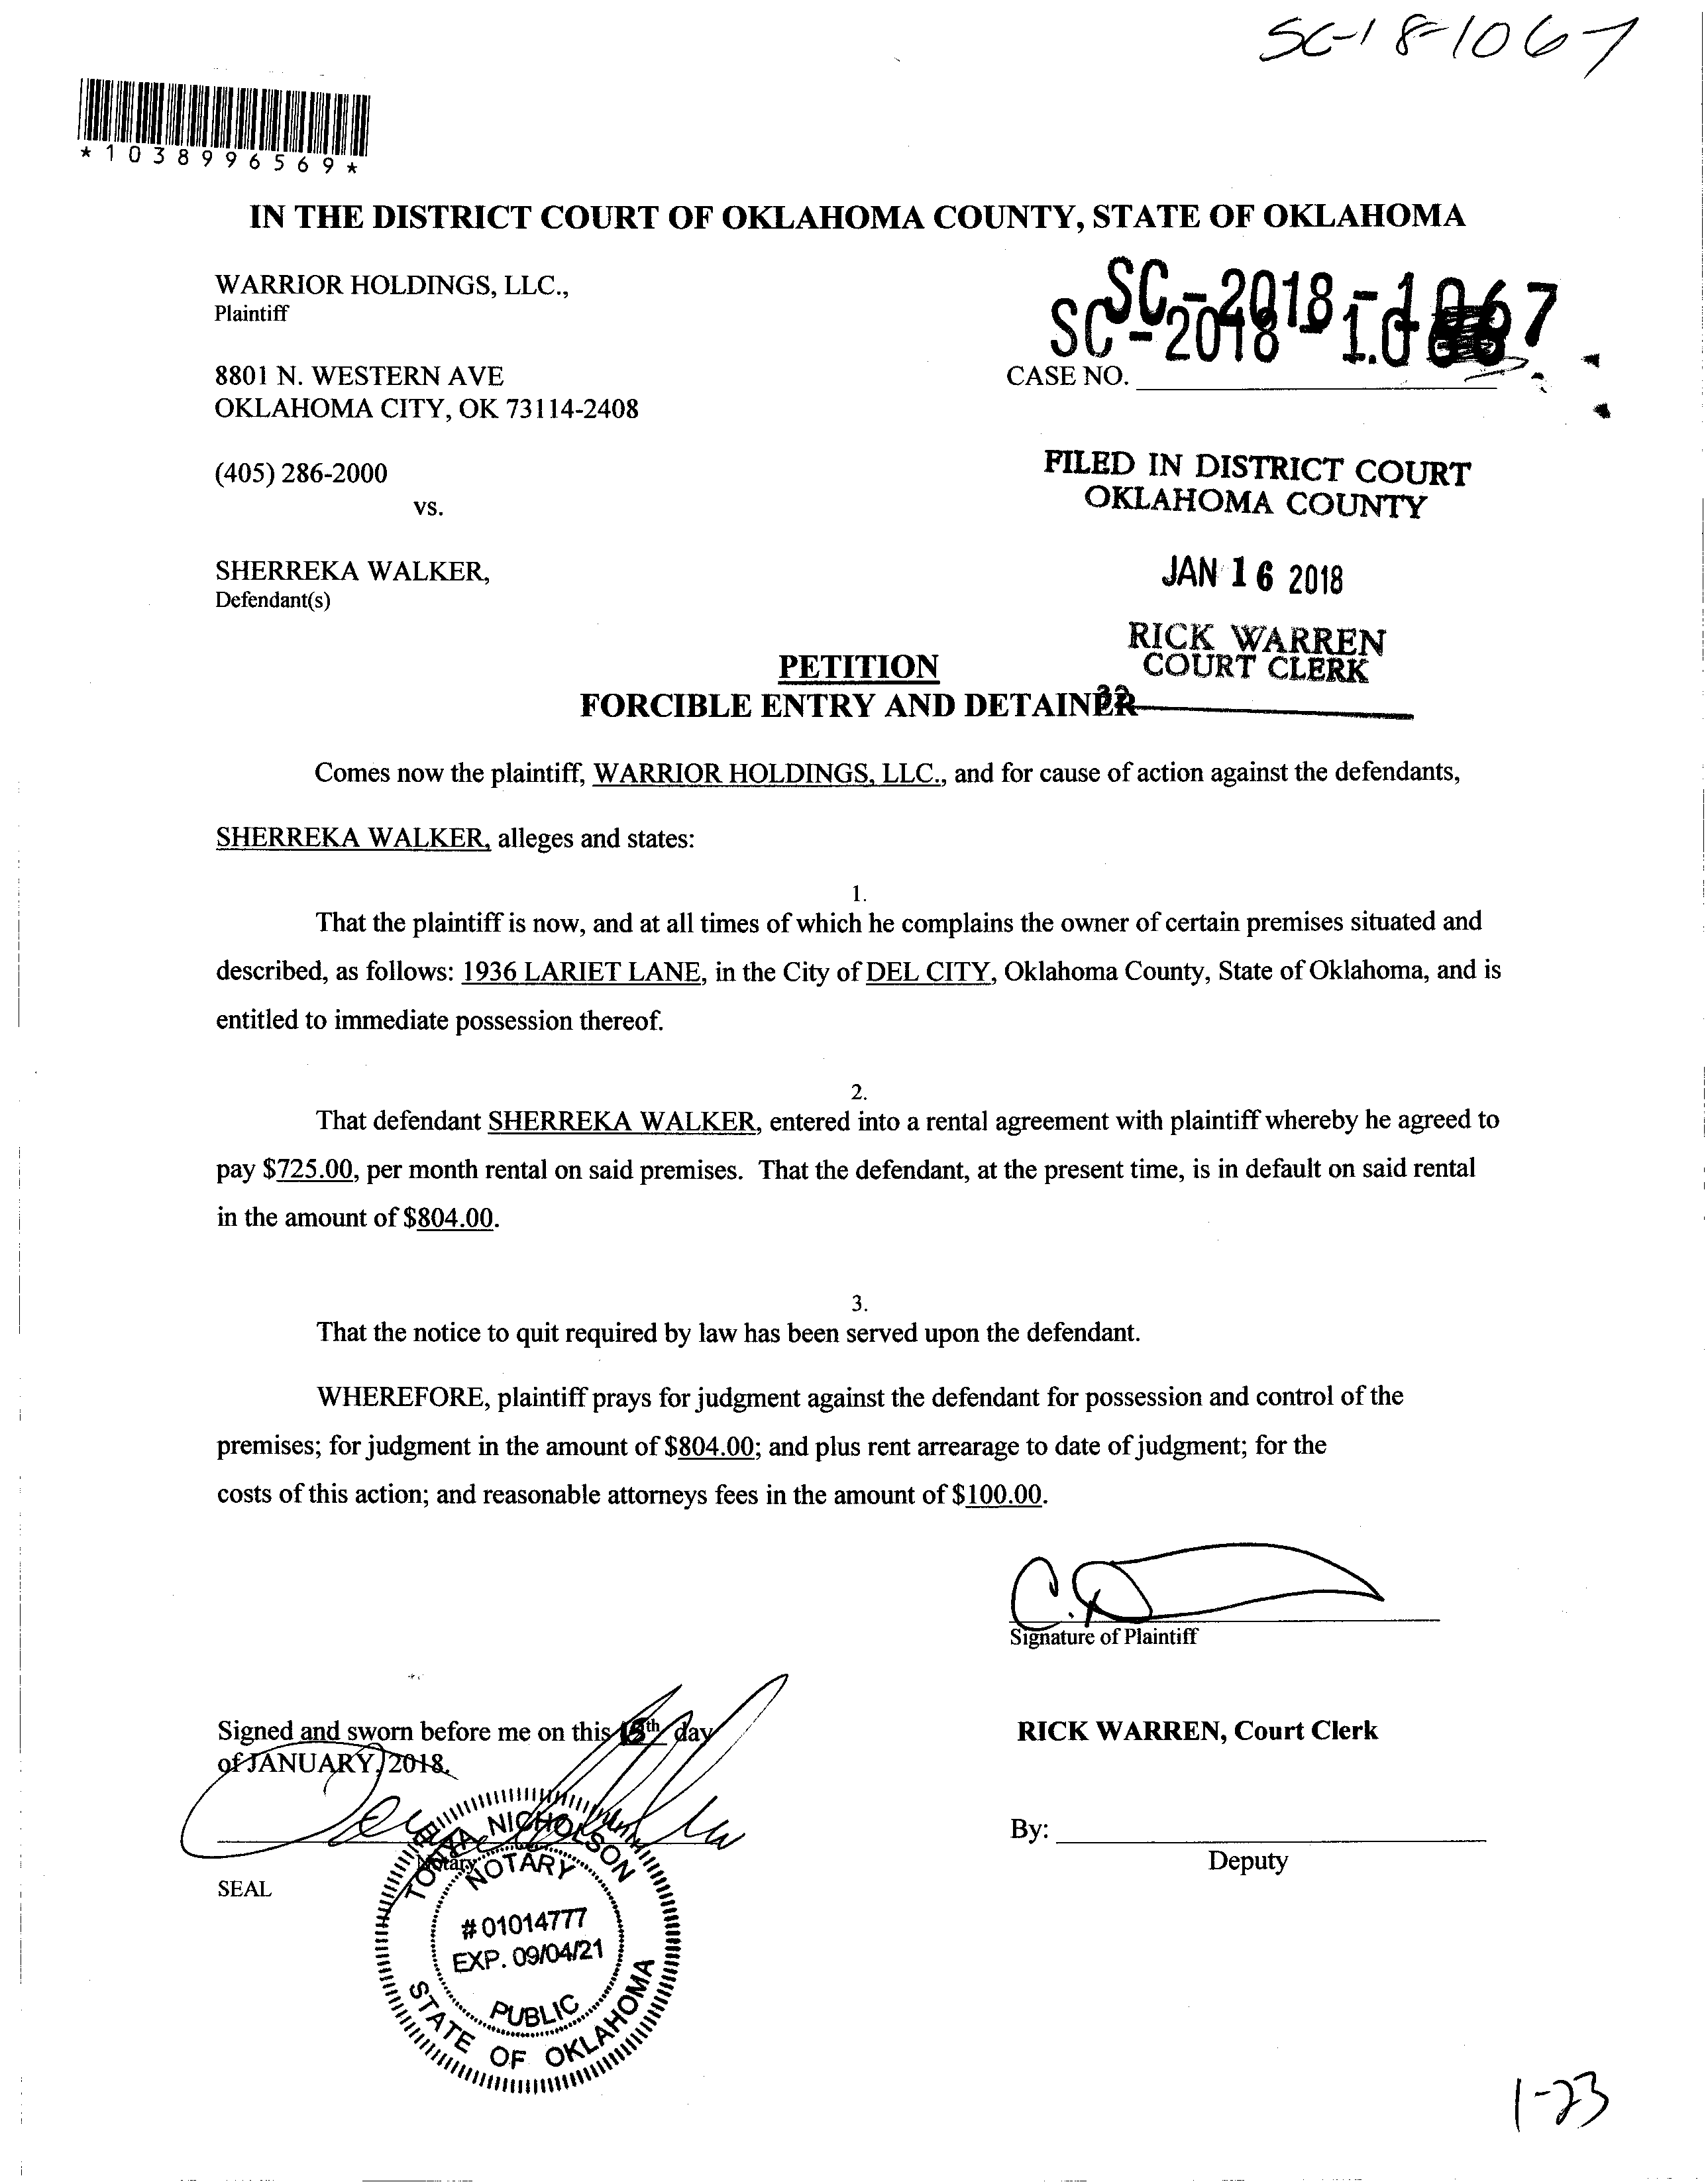 SC-18-1067
*1038996569*
IN THE DISTRICT COURT OF OKLAHOMA COUNTY, STATE OF OKLAHOMA
WARRIOR HOLDINGS, LLC.,
Plaintiff
SC-2018-1067
SC-2018-10
8801 N. WESTERN AVE
CASE NO.
OKLAHOMA CITY, OK 73114-2408
(405) 286-2000
FILED IN DISTRICT COURT
OKLAHOMA COUNTY
vs.
SHERREKA WALKER,
Defendant(s)
JAN 16 2018
RICK WARREN
COURT CLERK
PETITION
FORCIBLE ENTRY AND DETAINER
Comes now the plaintiff, WARRIOR HOLDINGS, LLC., and for cause of action against the defendants,
SHERREKA WALKER, alleges and states:
1.
That the plaintiff is now, and at all times of which he complains the owner of certain premises situated and
described, as follows: 1936 LARIET LANE, in the City of DEL CITY, Oklahoma County, State of Oklahoma, and is
entitled to immediate possession thereof.
2.
That defendant SHERREKA WALKER, entered into a rental agreement with plaintiff whereby he agreed to
pay $725.00, per month rental on said premises. That the defendant, at the present time, is in default on said rental
in the amount of $804.00.
3.
That the notice to quit required by law has been served upon the defendant.
WHEREFORE, plaintiff prays for judgment against the defendant for possession and control of the
premises; for judgment in the amount of $804.00; and plus rent arrearage to date of judgment; for the
costs of this action; and reasonable attorneys fees in the amount of $100.00.
Signature of Plaintiff
Signed and sworn before me on this day
of JANUARY, 2018.
RICK WARREN, Court Clerk
By:
Deputy
Notary
SEAL
NICHOLSON
NOTARY
#01014777
EXP. 09/04/21
PUBLIC
STATE OF OKLAHOMA
1-23